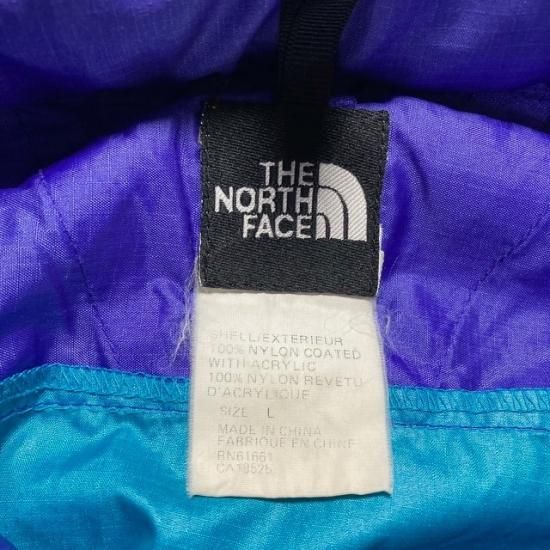 THE
NORTH
FACE
SHELL/EXTERIEUR
100% NYLON COATED
WITH ACRYLIC
100% NYLON REVETU
D'ACRYLIQUE
SIZE L
MADE IN CHINA
FABRIQUE EN CHINE
RN61661
CA18525